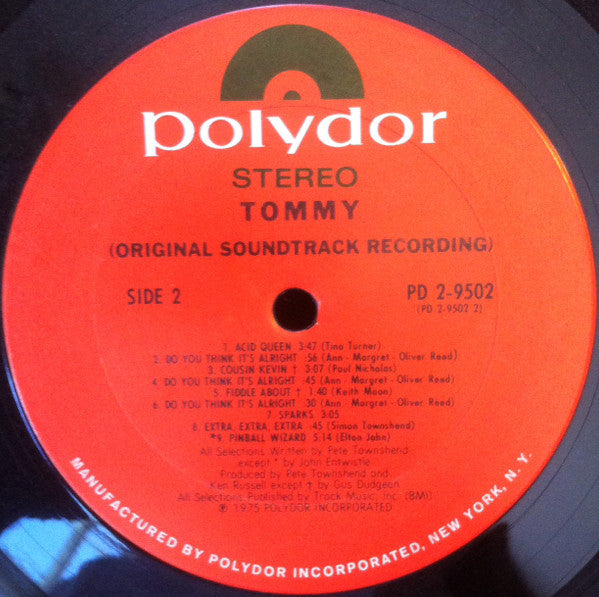 polydor
STEREO
TOMMY
(ORIGINAL SOUNDTRACK RECORDING)
SIDE 2
PD 2-9502
(PD 2-9502 2)
1. ACID QUEEN 3:47 (Tina Turner)
2. DO YOU THINK IT'S ALRIGHT :56 (Ann - Margret - Oliver Reed)
3. COUSIN KEVIN † 3:07 (Paul Nicholas)
4. DO YOU THINK IT'S ALRIGHT :45 (Ann - Margret - Oliver Reed)
5. FIDDLE ABOUT † 1:40 (Keith Moon)
6. DO YOU THINK IT'S ALRIGHT :30 (Ann - Margret - Oliver Reed)
7. SPARKS 3:05
8. EXTRA, EXTRA, EXTRA :45 (Simon Townshend)
*9. PINBALL WIZARD 5:14 (Elton John)
All Selections Written by Pete Townshend
except * by John Entwistle
Produced by Pete Townshend and
Ken Russell except † by Gus Dudgeon
All Selections Published by Track Music, Inc. (BMI)
℗ 1975 POLYDOR INCORPORATED
MANUFACTURED BY POLYDOR INCORPORATED, NEW YORK, N. Y.